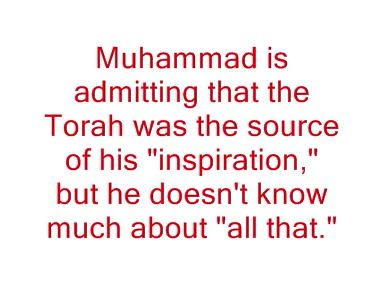 Muhammad is
admitting that the
Torah was the source
of his "inspiration,"
but he doesn't know
much about "all that."